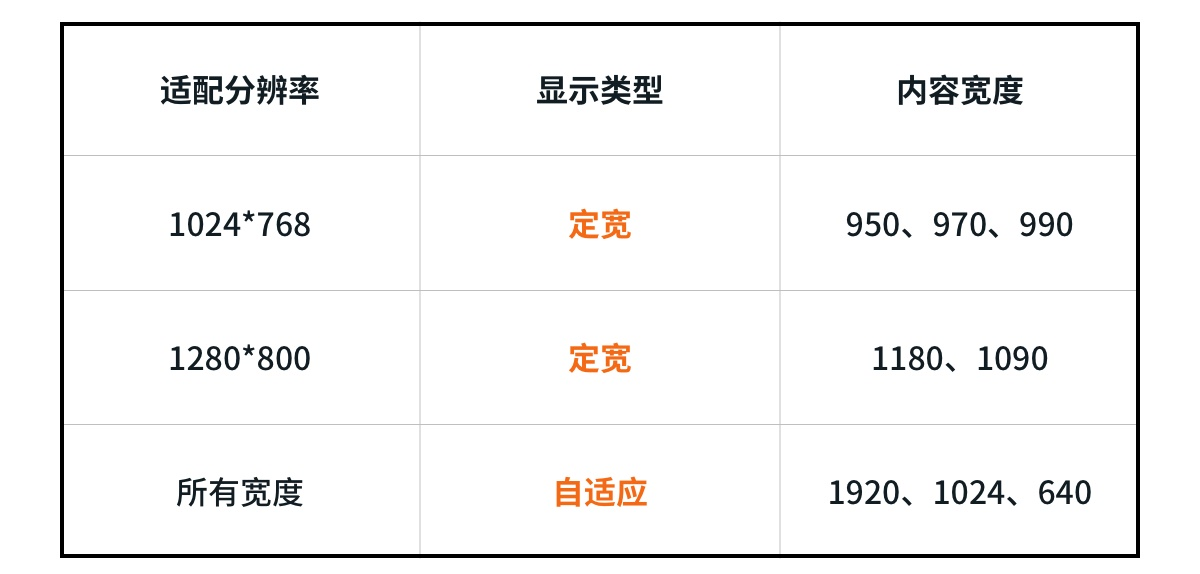 适配分辨率 显示类型 内容宽度
1024*768 定宽 950、970、990
1280*800 定宽 1180、1090
所有宽度 自适应 1920、1024、640